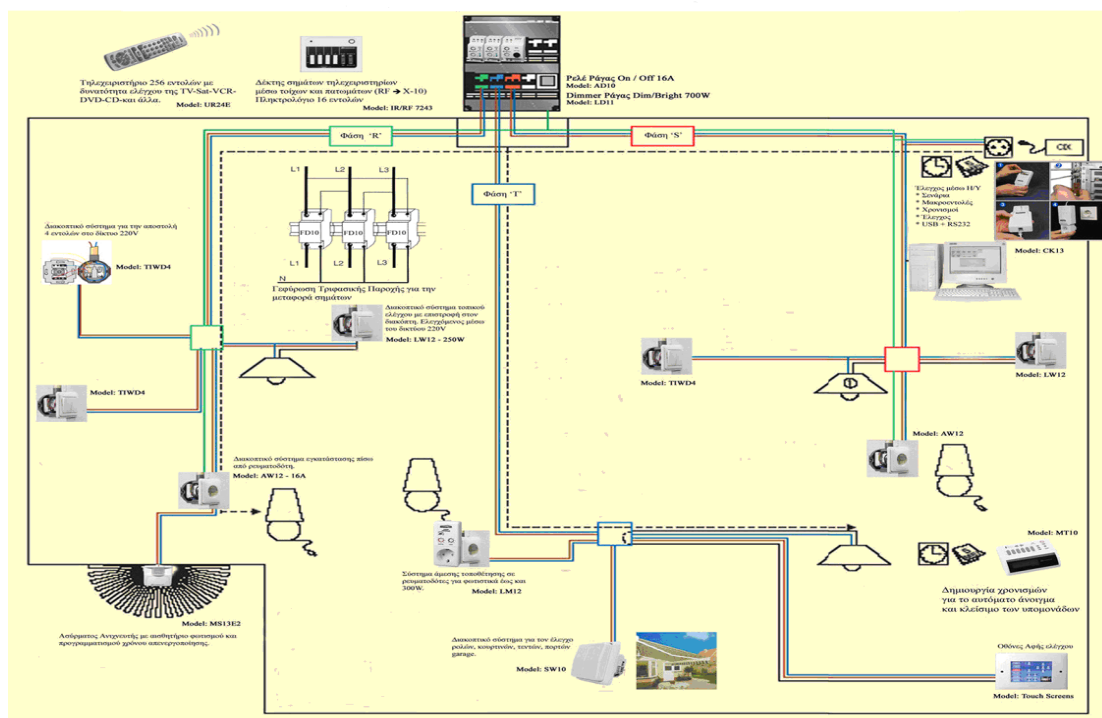 Τηλεχειριστήριο 256 εντολών με
δυνατότητα ελέγχου της TV-Sat-VCR-
DVD-CD-και άλλα.
Model: UR24E
Δέκτης σημάτων τηλεχειριστηρίων
μέσω τοίχων και πατωμάτων (RF ➔ X-10)
Πληκτρολόγιο 16 εντολών
Model: IR/RF 7243
Ρελέ Ράγας On / Off 16A
Model: AD10
Dimmer Ράγας Dim/Bright 700W
Model: LD11
Φάση ‘R’
Φάση ‘S’
Φάση ‘T’
L1
L2
L3
FD10
FD10
FD10
L1
L2
L3
N
Γεφύρωση Τριφασικής Παροχής για την
μεταφορά σημάτων
Έλεγχος μέσω Η/Υ
* Σενάρια
* Μακροεντολές
* Χρονισμοί
* Έλεγχος
* USB + RS232
Model: CK13
Διακοπτικό σύστημα για την αποστολή
4 εντολών στο δίκτυο 220V
Model: TIWD4
Διακοπτικό σύστημα τοπικού
ελέγχου με επιστροφή στον
διακόπτη. Ελεγχόμενος μέσω
του δικτύου 220V
Model: LW12 - 250W
Model: TIWD4
Model: TIWD4
Model: LW12
Model: AW12
Διακοπτικό σύστημα εγκατάστασης πίσω
από ρευματοδότη.
Model: AW12 - 16A
Model: MT10
Σύστημα άμεσης τοποθέτησης σε
ρευματοδότες για φωτιστικά έως και
300W.
Model: LM12
Δημιουργία χρονισμών
για το αυτόματο άνοιγμα
και κλείσιμο των υπομονάδων
Model: MS13E2
Ασύρματος Ανιχνευτής με αισθητήριο φωτισμού και
προγραμματισμού χρόνου απενεργοποίησης.
Διακοπτικό σύστημα για τον έλεγχο
ρολών, κουρτινών, τεντών, πορτών
garage.
Model: SW10
Οθόνες Αφής ελέγχου
Model: Touch Screens